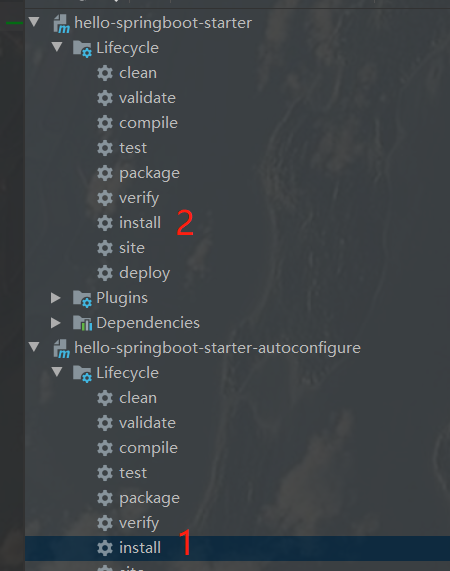 hello-springboot-starter
Lifecycle
clean
validate
compile
test
package
verify
install 2
site
deploy
Plugins
Dependencies
hello-springboot-starter-autoconfigure
Lifecycle
clean
validate
compile
test
package
verify
install 1